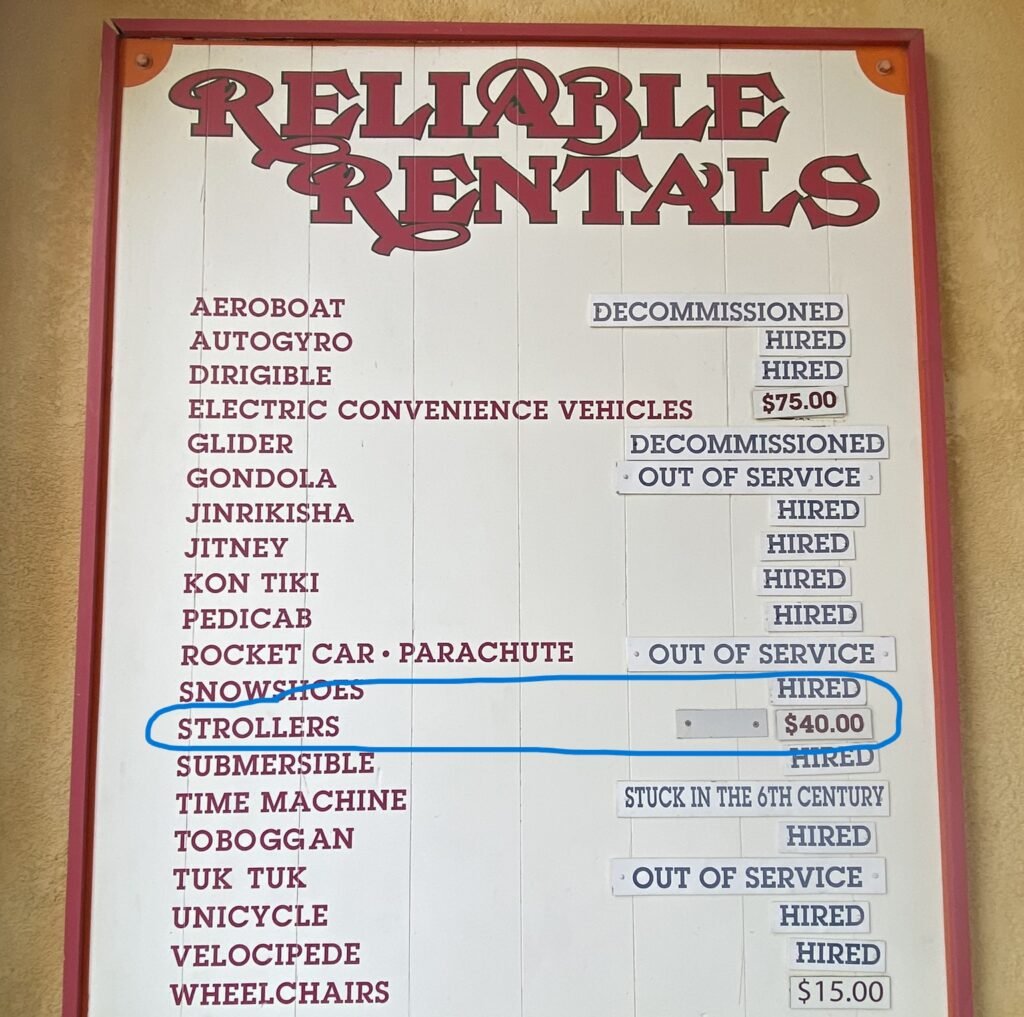 RELIABLE
RENTALS
AEROBOAT DECOMMISSIONED
AUTOGYRO HIRED
DIRIGIBLE HIRED
ELECTRIC CONVENIENCE VEHICLES $75.00
GLIDER DECOMMISSIONED
GONDOLA OUT OF SERVICE
JINRIKISHA HIRED
JITNEY HIRED
KON TIKI HIRED
PEDICAB HIRED
ROCKET CAR • PARACHUTE OUT OF SERVICE
SNOWSHOES HIRED
STROLLERS $40.00
SUBMERSIBLE HIRED
TIME MACHINE STUCK IN THE 6TH CENTURY
TOBOGGAN HIRED
TUK TUK OUT OF SERVICE
UNICYCLE HIRED
VELOCIPEDE HIRED
WHEELCHAIRS $15.00